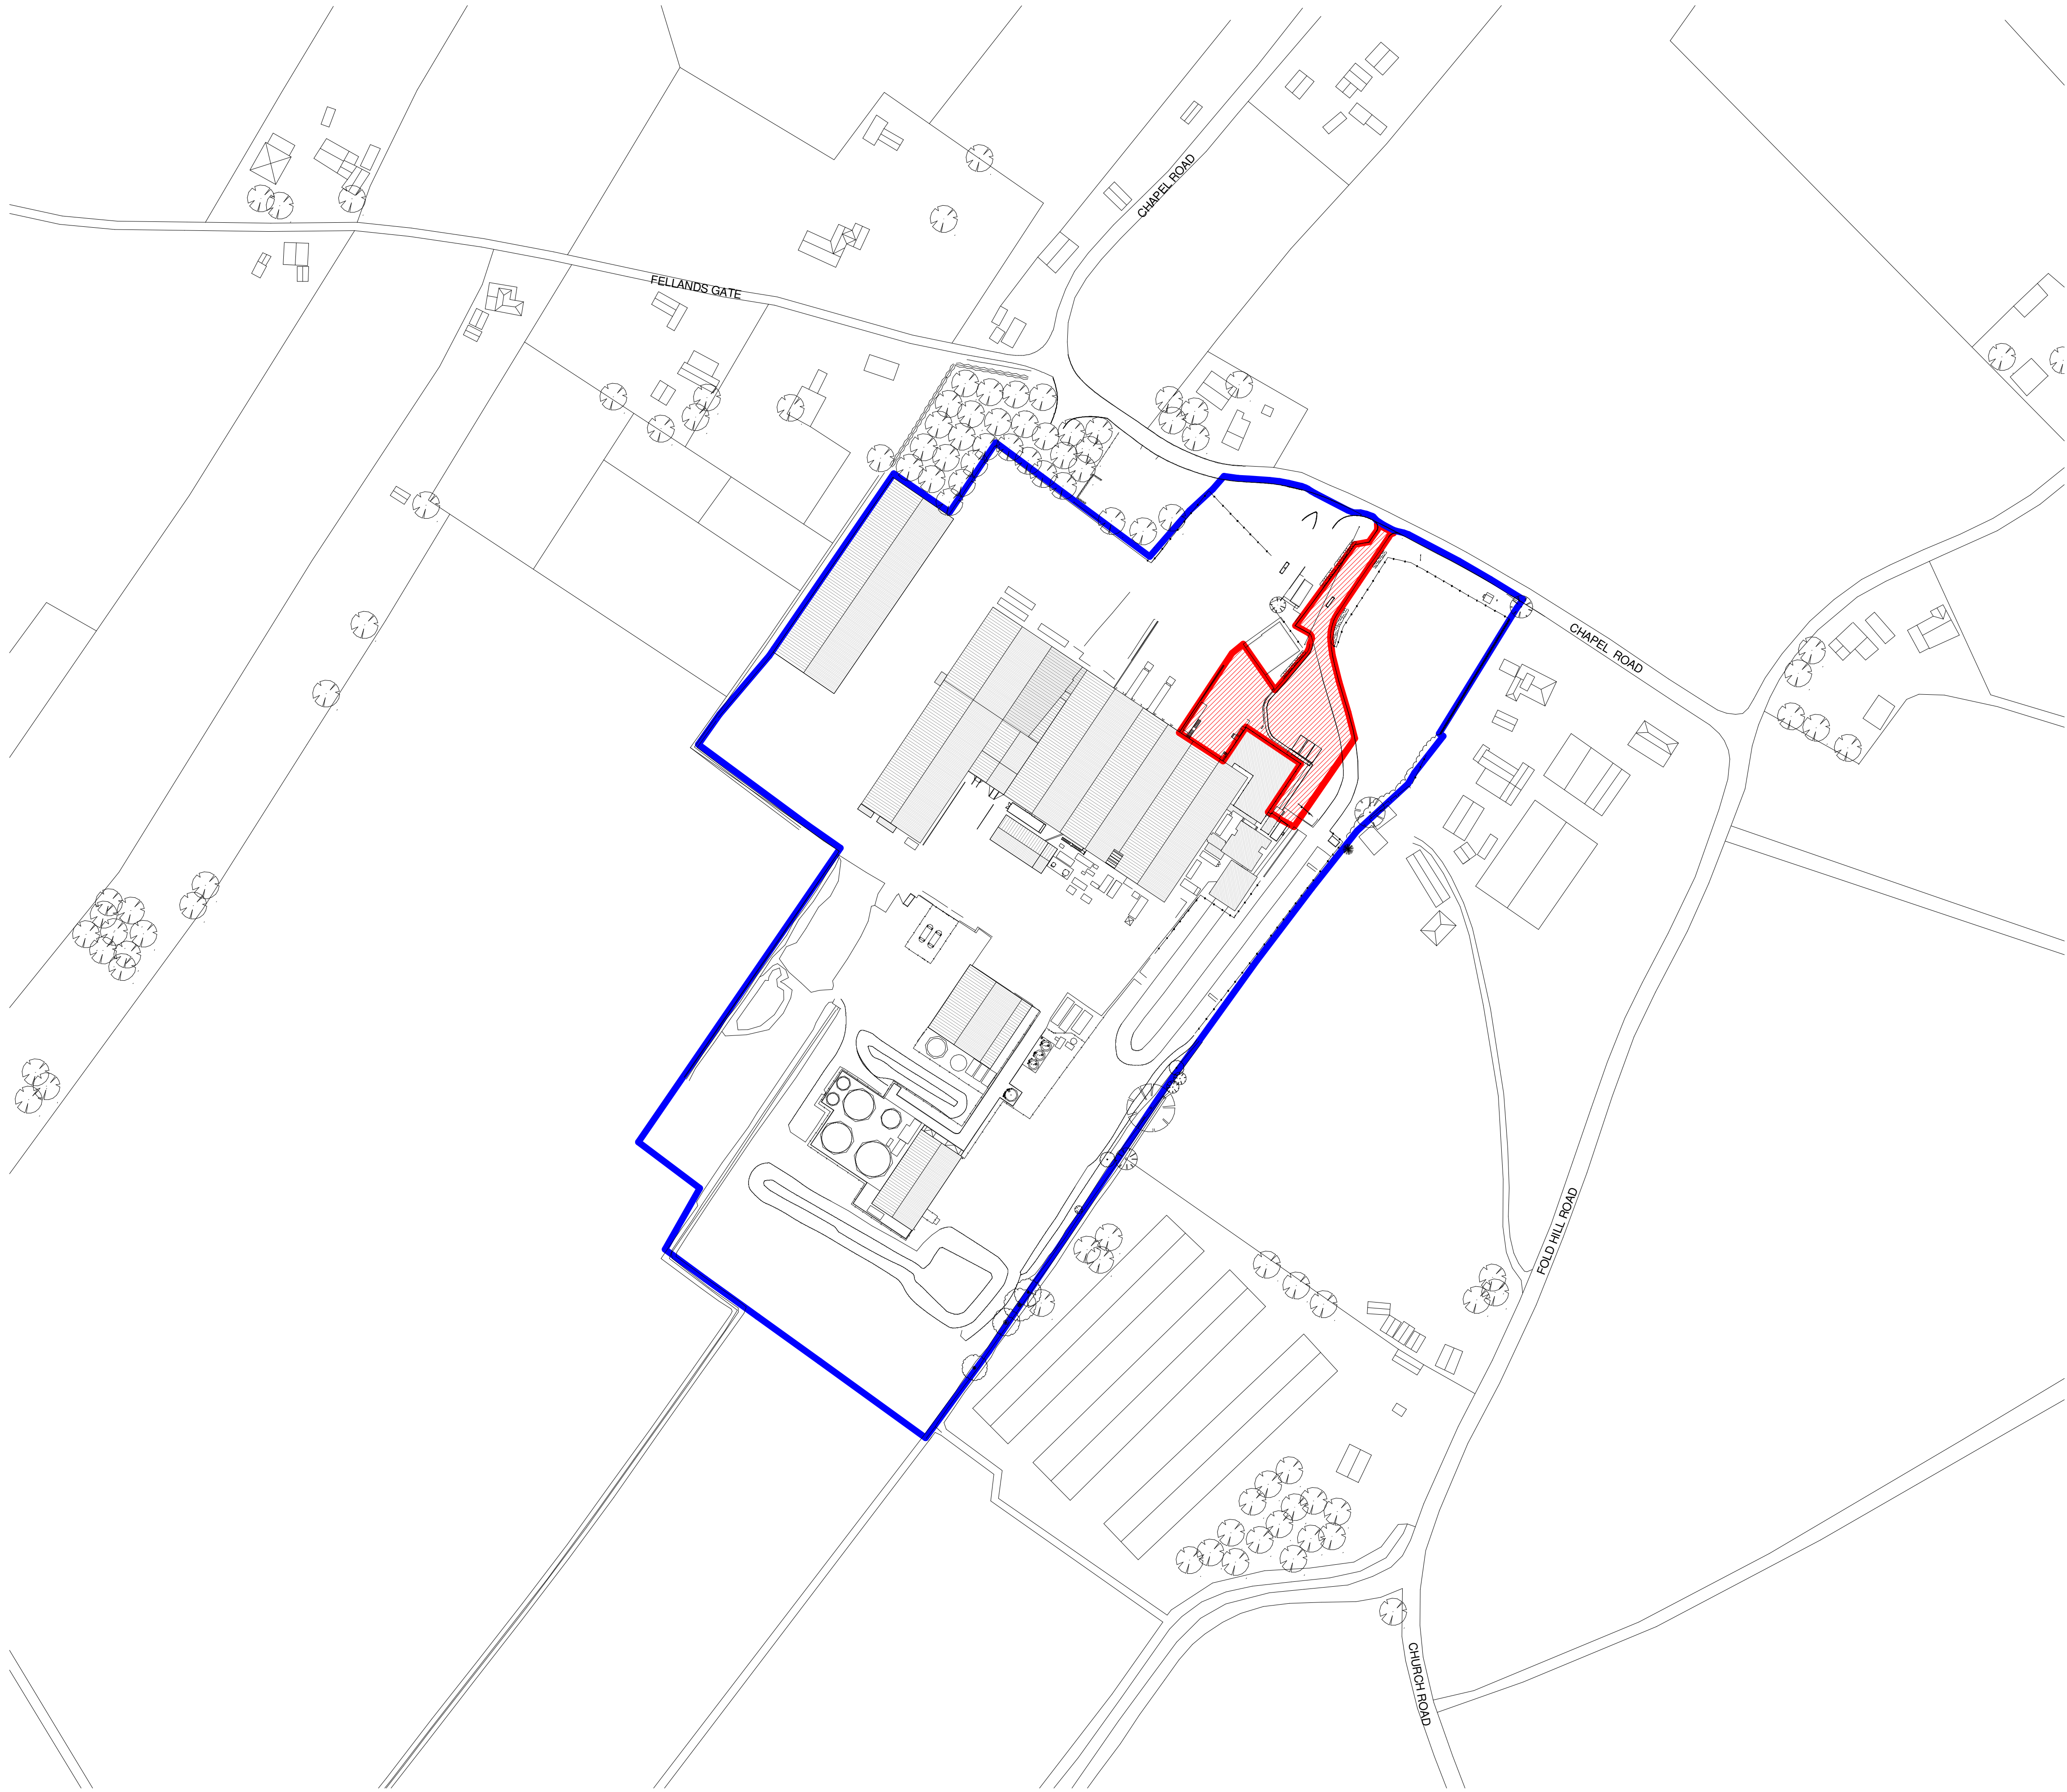 CHAPEL ROAD
FELLANDS GATE
CHAPEL ROAD
FOLD HILL ROAD
CHURCH ROAD